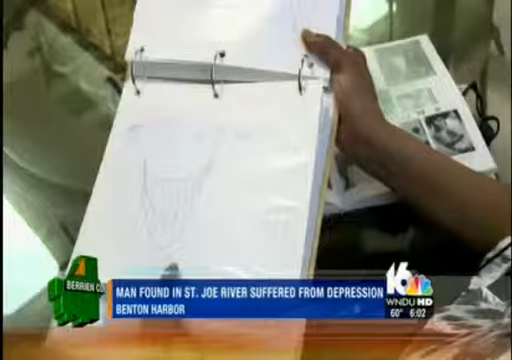 BERRIEN CO.
MAN FOUND IN ST. JOE RIVER SUFFERED FROM DEPRESSION
BENTON HARBOR
16
WNDU HD
60° 6:02